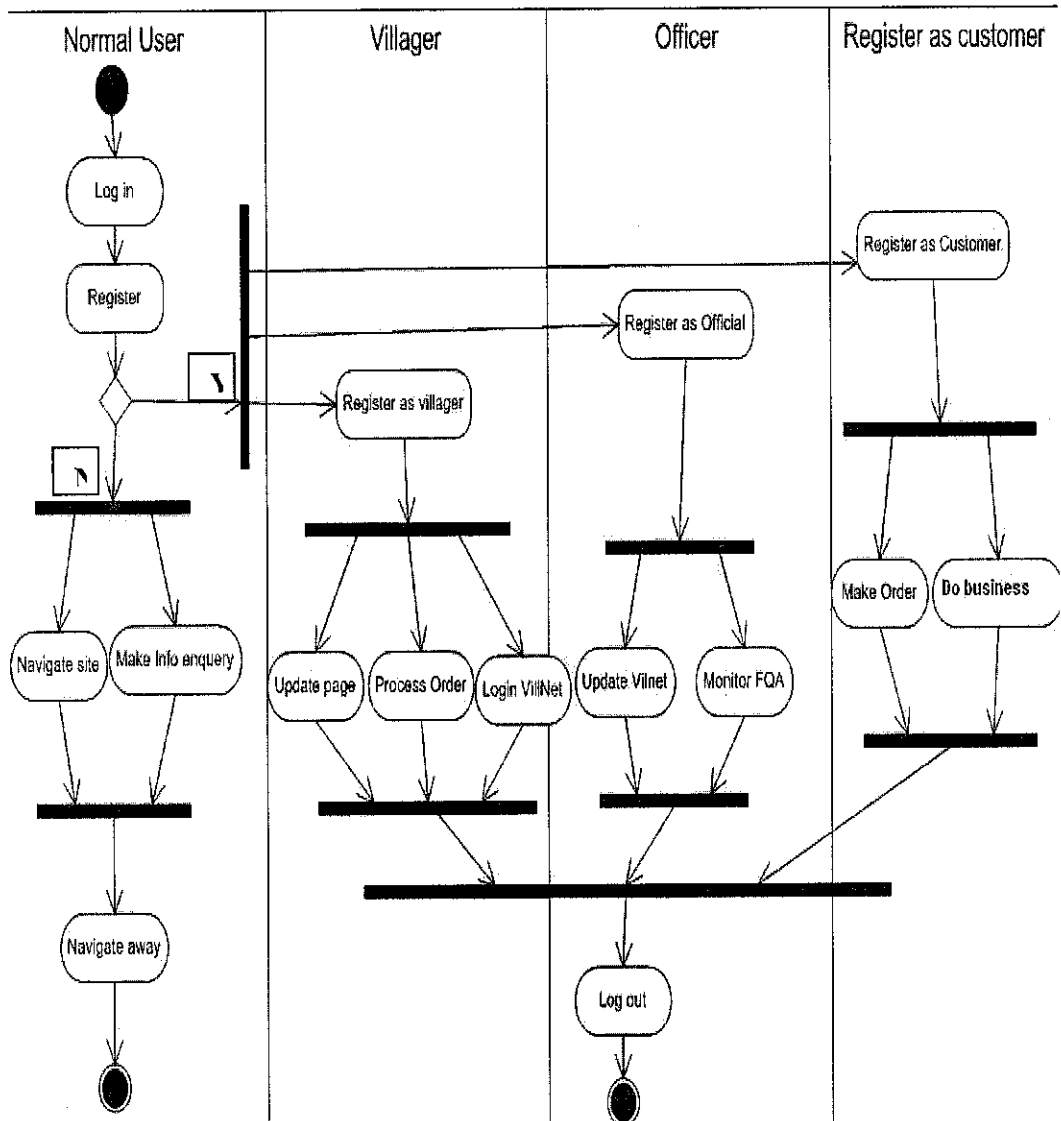 Normal User
Villager
Officer
Register as customer
Log in
Register
Register as Customer.
Register as Official
Register as villager
Navigate site
Make Info enquery
Update page
Process Order
Login VillNet
Update Vilnet
Monitor FQA
Make Order
Do business
Navigate away
Log out